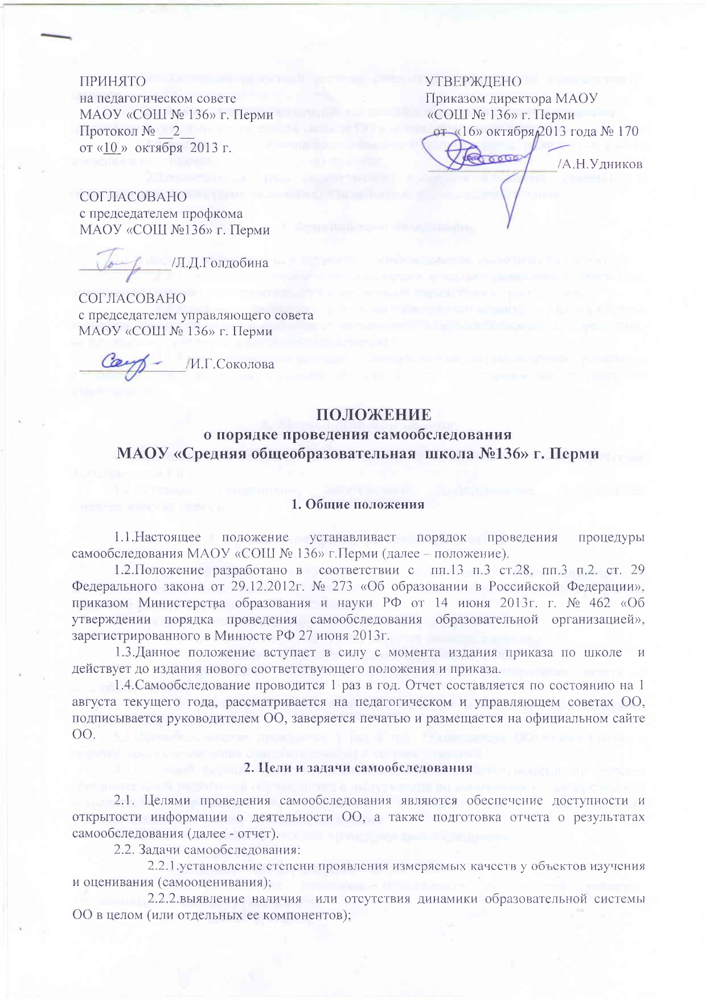 ПРИНЯТО
на педагогическом совете
МАОУ «СОШ № 136» г. Перми
Протокол № __2__
от «10 »  октября  2013 г.
УТВЕРЖДЕНО
Приказом директора МАОУ
«СОШ № 136» г. Перми
от «16» октября 2013 года № 170
/А.Н.Удников
СОГЛАСОВАНО
с председателем профкома
МАОУ «СОШ №136» г. Перми
/Л.Д.Голдобина
СОГЛАСОВАНО
с председателем управляющего совета
МАОУ «СОШ № 136» г. Перми
/И.Г.Соколова
ПОЛОЖЕНИЕ
о порядке проведения самообследования
МАОУ «Средняя общеобразовательная школа №136» г. Перми
1. Общие положения
1.1.Настоящее положение устанавливает порядок проведения процедуры
самообследования МАОУ «СОШ № 136» г.Перми (далее – положение).
1.2.Положение разработано в соответствии с пп.13 п.3 ст.28, пп.3 п.2. ст. 29
Федерального закона от 29.12.2012г. № 273 «Об образовании в Российской Федерации»,
приказом Министерства образования и науки РФ от 14 июня 2013г. г. № 462 «Об
утверждении порядка проведения самообследования образовательной организацией»,
зарегистрированного в Минюсте РФ 27 июня 2013г.
1.3.Данное положение вступает в силу с момента издания приказа по школе и
действует до издания нового соответствующего положения и приказа.
1.4.Самообследование проводится 1 раз в год. Отчет составляется по состоянию на 1
августа текущего года, рассматривается на педагогическом и управляющем советах ОО,
подписывается руководителем ОО, заверяется печатью и размещается на официальном сайте
ОО.
2. Цели и задачи самообследования
2.1. Целями проведения самообследования являются обеспечение доступности и
открытости информации о деятельности ОО, а также подготовка отчета о результатах
самообследования (далее - отчет).
2.2. Задачи самообследования:
2.2.1.установление степени проявления измеряемых качеств у объектов изучения
и оценивания (самооценивания);
2.2.2.выявление наличия или отсутствия динамики образовательной системы
ОО в целом (или отдельных ее компонентов);